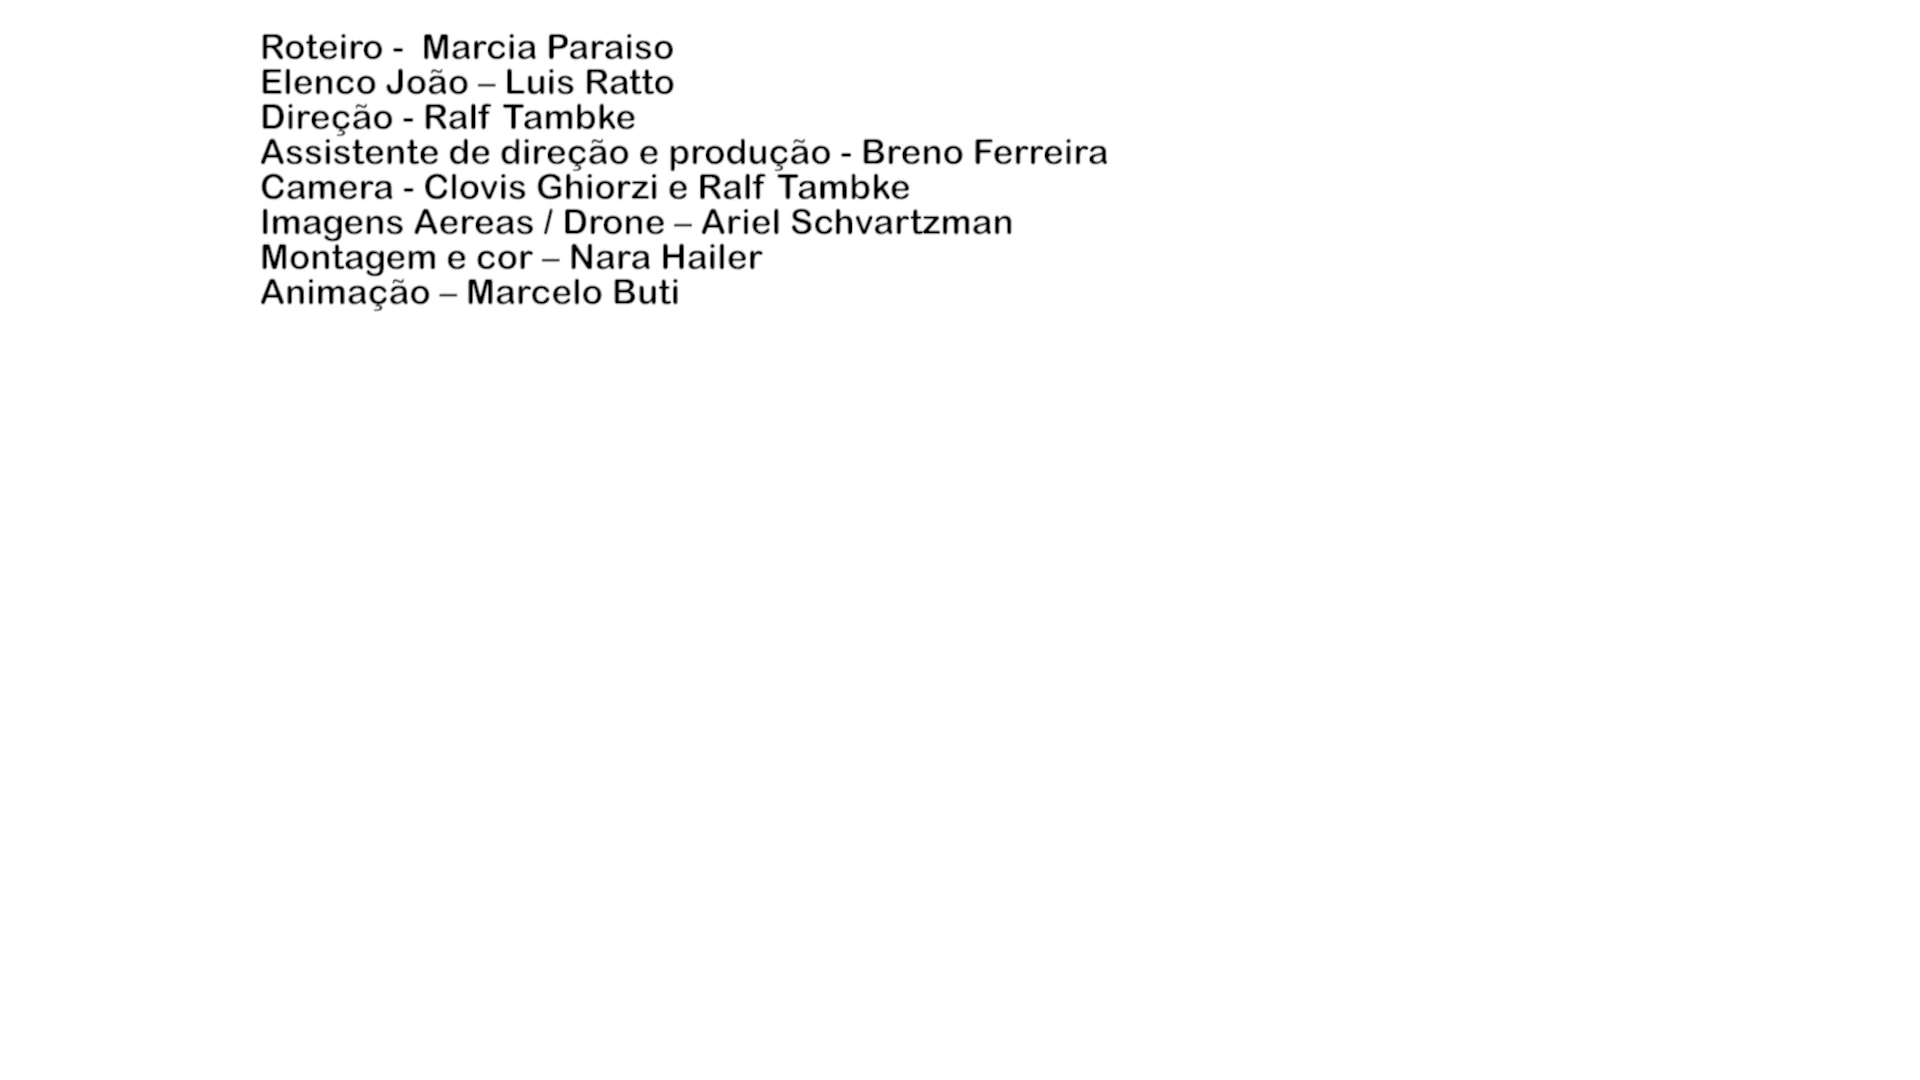 Roteiro -  Marcia Paraiso
Elenco João – Luis Ratto
Direção - Ralf Tambke
Assistente de direção e produção - Breno Ferreira
Camera - Clovis Ghiorzi e Ralf Tambke
Imagens Aereas / Drone – Ariel Schvartzman
Montagem e cor – Nara Hailer
Animação – Marcelo Buti